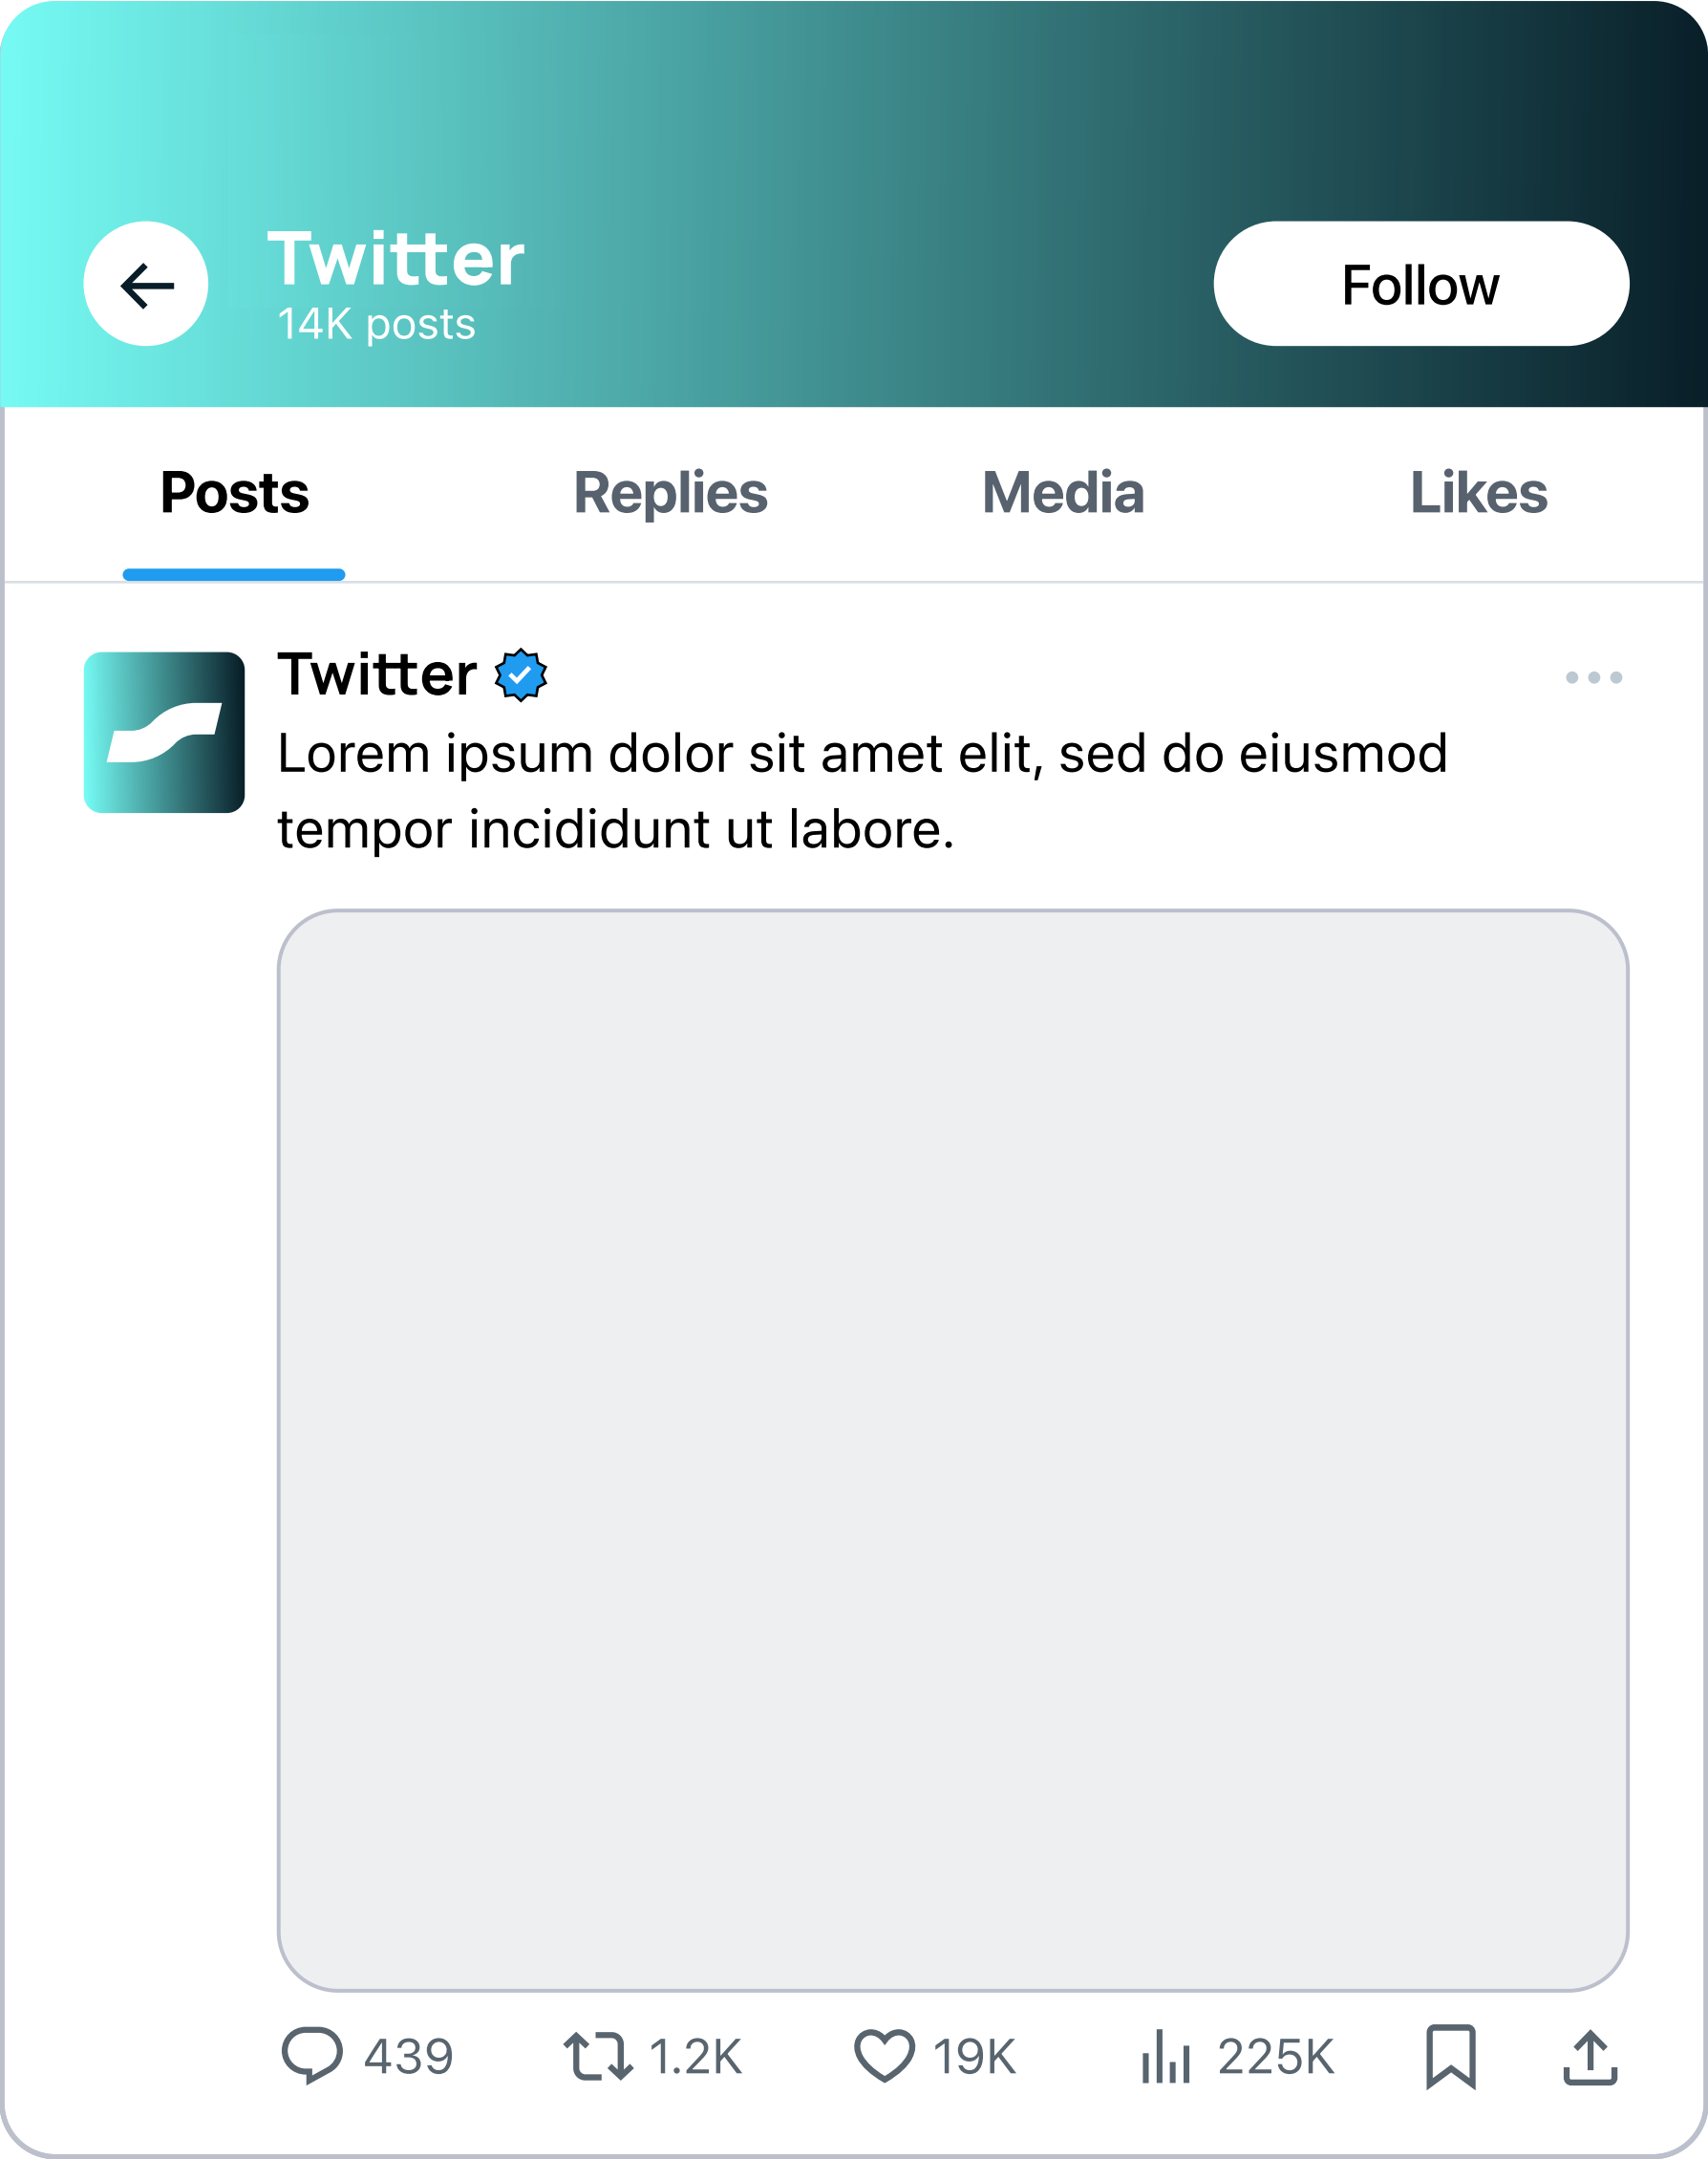 Twitter
14K posts
Follow
Posts Replies Media Likes
Twitter
Lorem ipsum dolor sit amet elit, sed do eiusmod
tempor incididunt ut labore.
439 1.2K 19K 225K